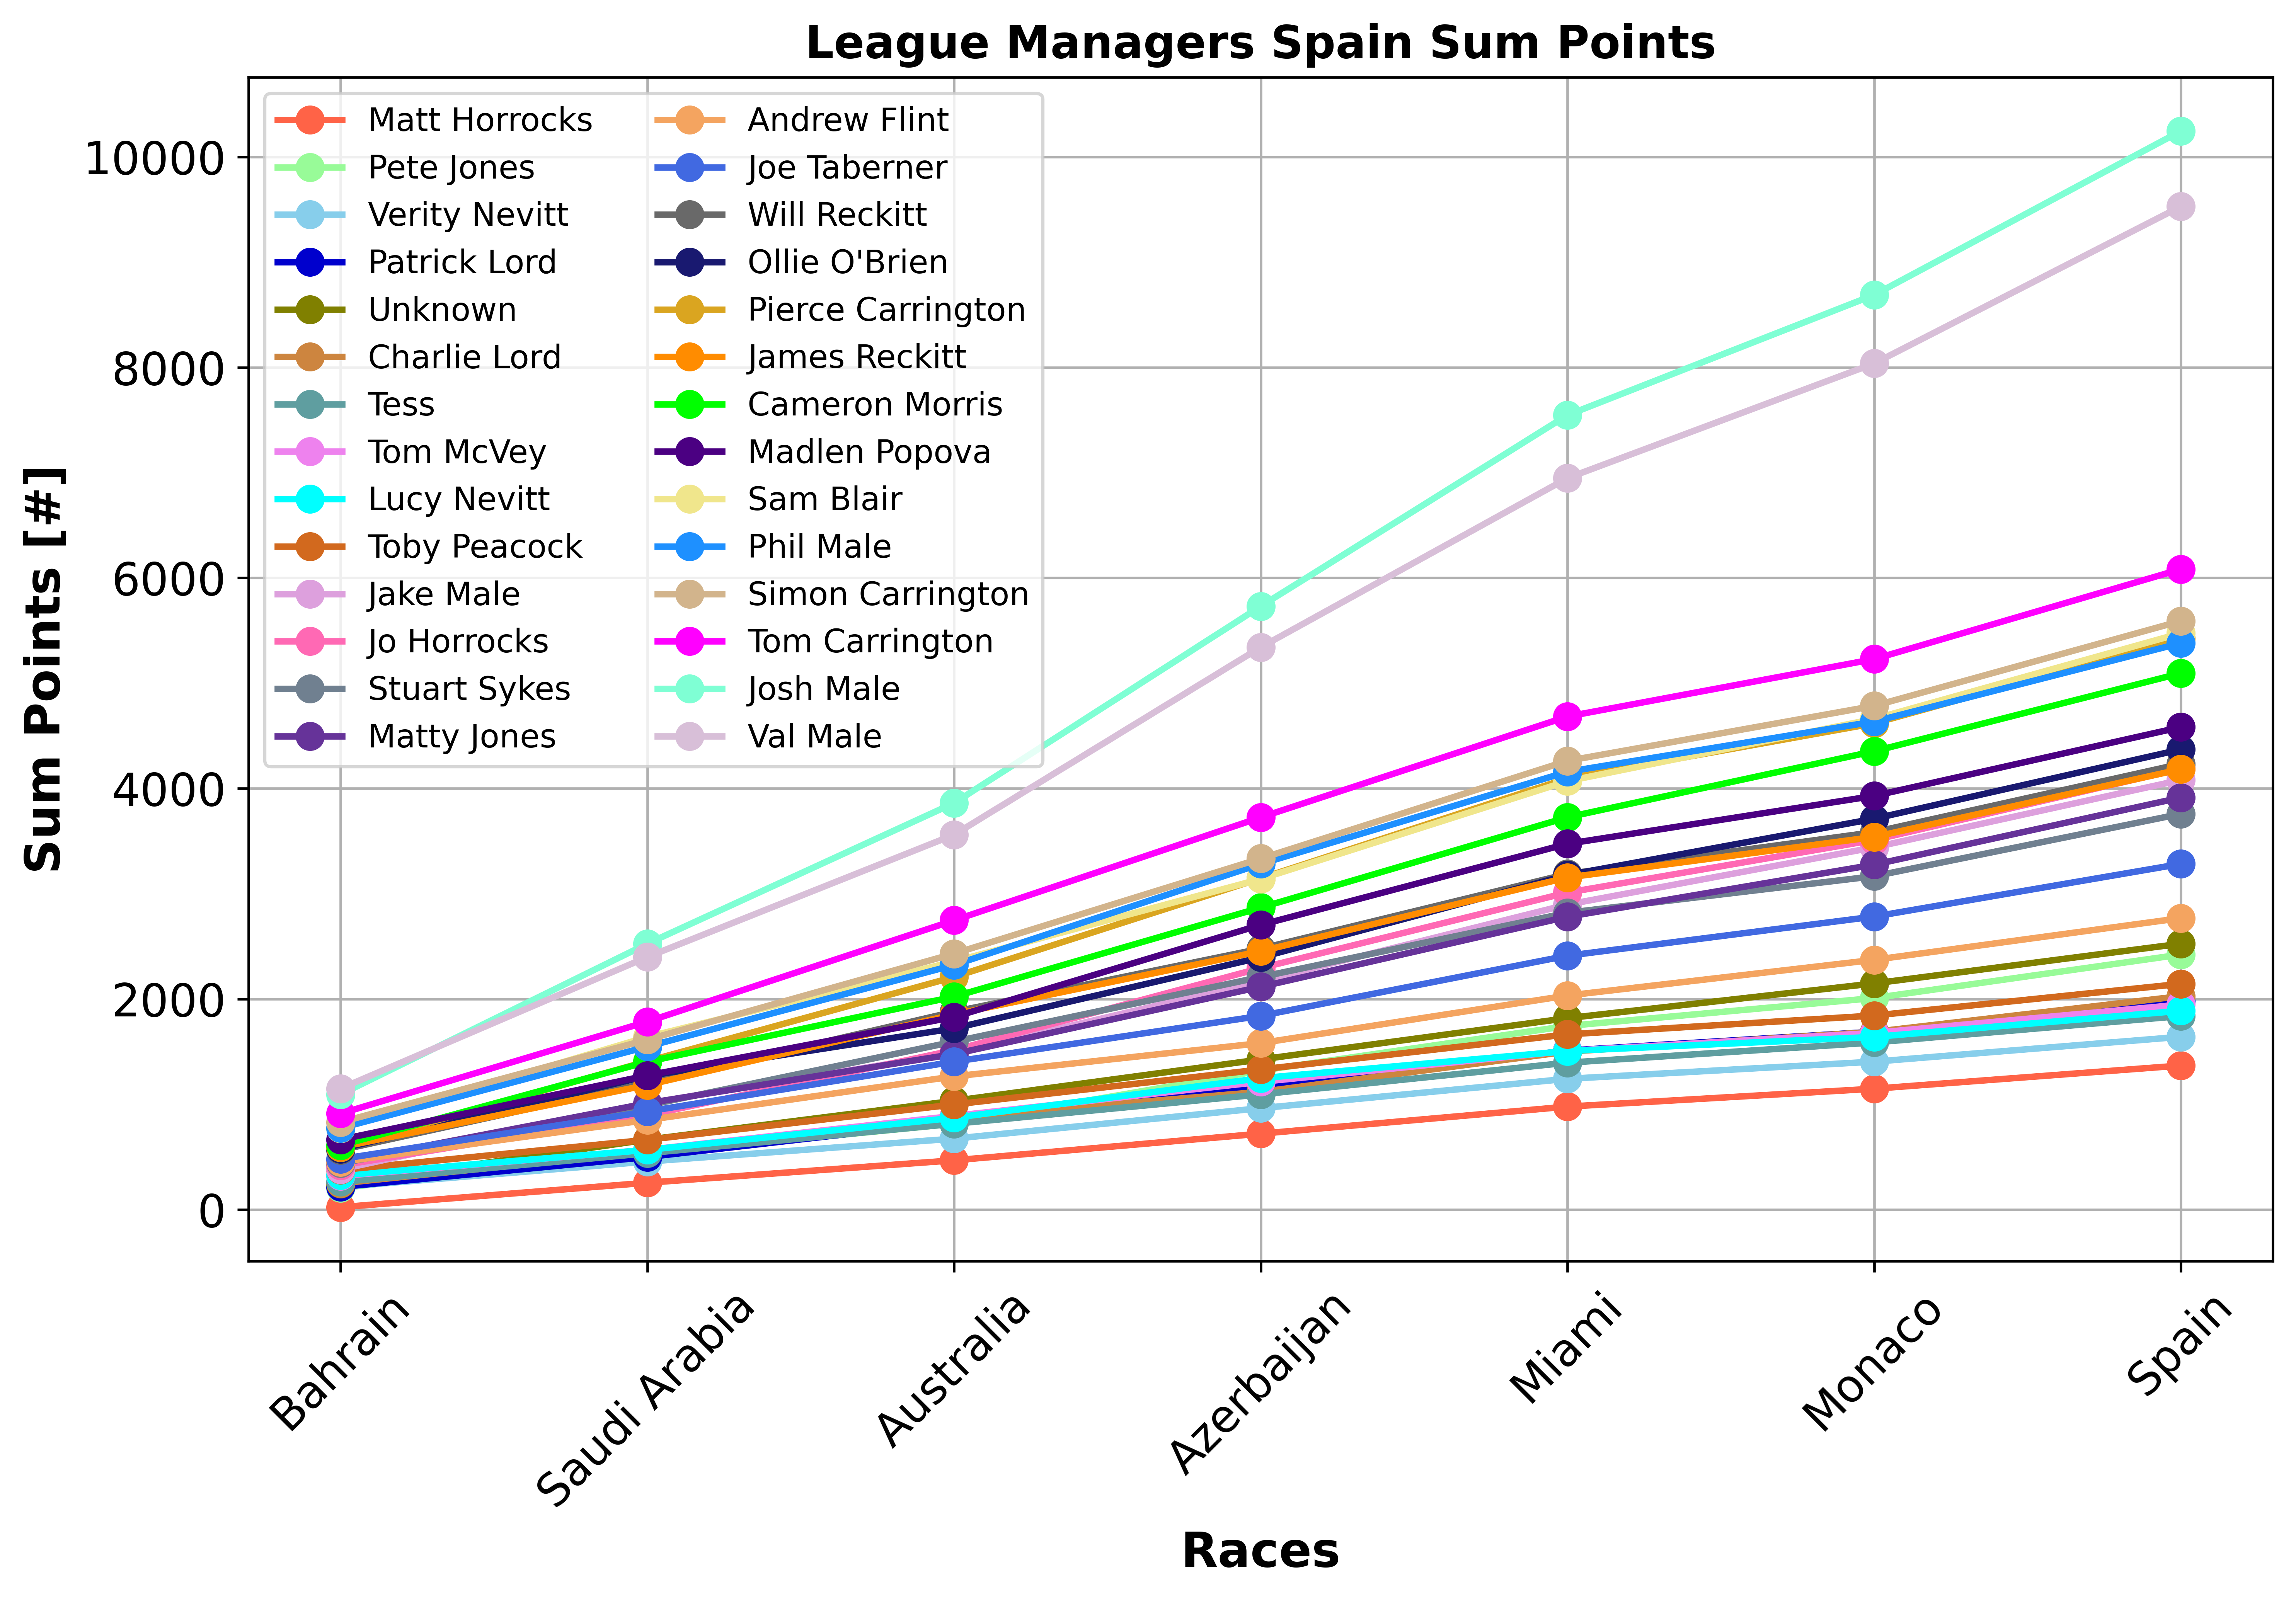 League Managers Spain Sum Points
Sum Points [#]
10000
8000
6000
4000
2000
0
Matt Horrocks
Pete Jones
Verity Nevitt
Patrick Lord
Unknown
Charlie Lord
Tess
Tom McVey
Lucy Nevitt
Toby Peacock
Jake Male
Jo Horrocks
Stuart Sykes
Matty Jones
Andrew Flint
Joe Taberner
Will Reckitt
Ollie O'Brien
Pierce Carrington
James Reckitt
Cameron Morris
Madlen Popova
Sam Blair
Phil Male
Simon Carrington
Tom Carrington
Josh Male
Val Male
Bahrain
Saudi Arabia
Australia
Azerbaijan
Miami
Monaco
Spain
Races